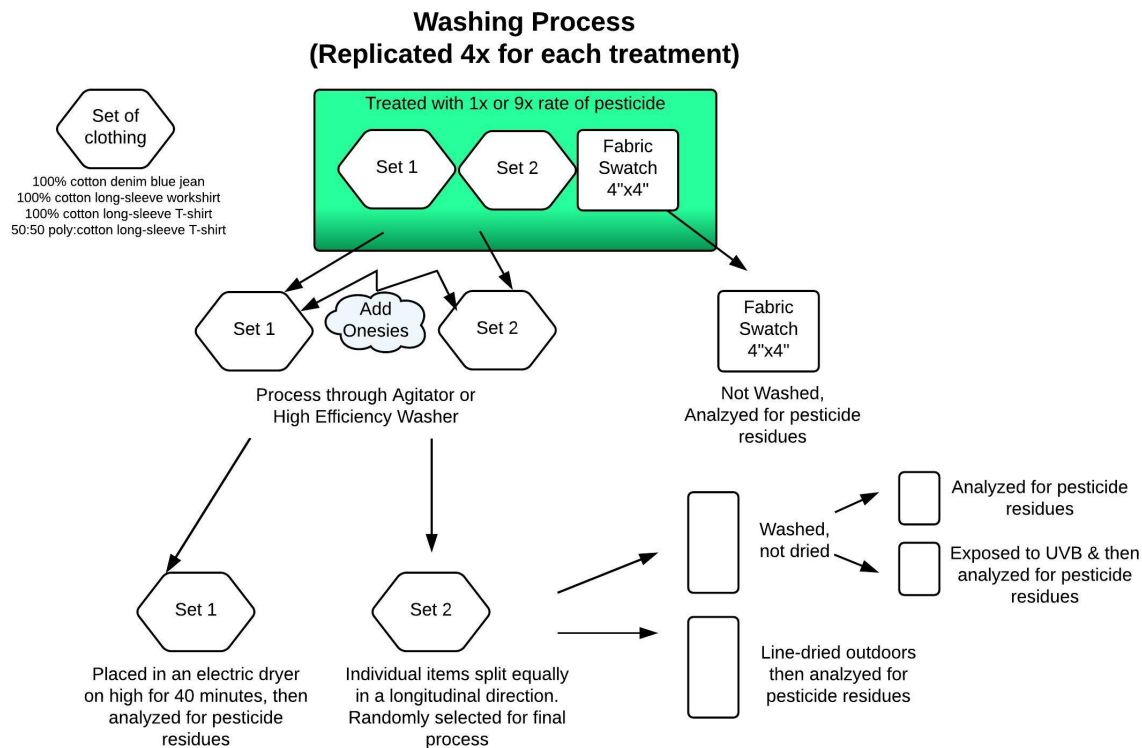 Washing Process
(Replicated 4x for each treatment)
Treated with 1x or 9x rate of pesticide
Set of
clothing
100% cotton denim blue jean
100% cotton long-sleeve workshirt
100% cotton long-sleeve T-shirt
50:50 poly:cotton long-sleeve T-shirt
Set 1
Set 2
Fabric
Swatch
4"x4"
Set 1
Add
Onesies
Set 2
Fabric
Swatch
4"x4"
Process through Agitator or
High Efficiency Washer
Not Washed,
Analzyed for pesticide
residues
Set 1
Placed in an electric dryer
on high for 40 minutes, then
analyzed for pesticide
residues
Set 2
Individual items split equally
in a longitudinal direction.
Randomly selected for final
process
Washed,
not dried
Analyzed for pesticide
residues
Exposed to UVB & then
analyzed for pesticide
residues
Line-dried outdoors
then analzyed for
pesticide residues